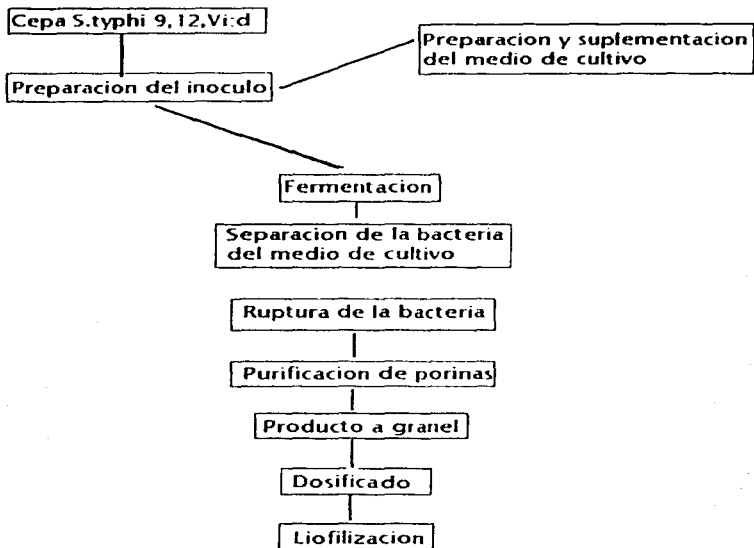 Cepa S.typhi 9,12,Vi:d
Preparacion y suplementacion
del medio de cultivo
Preparacion del inoculo
Fermentacion
Separacion de la bacteria
del medio de cultivo
Ruptura de la bacteria
Purificacion de porinas
Producto a granel
Dosificado
Liofilizacion